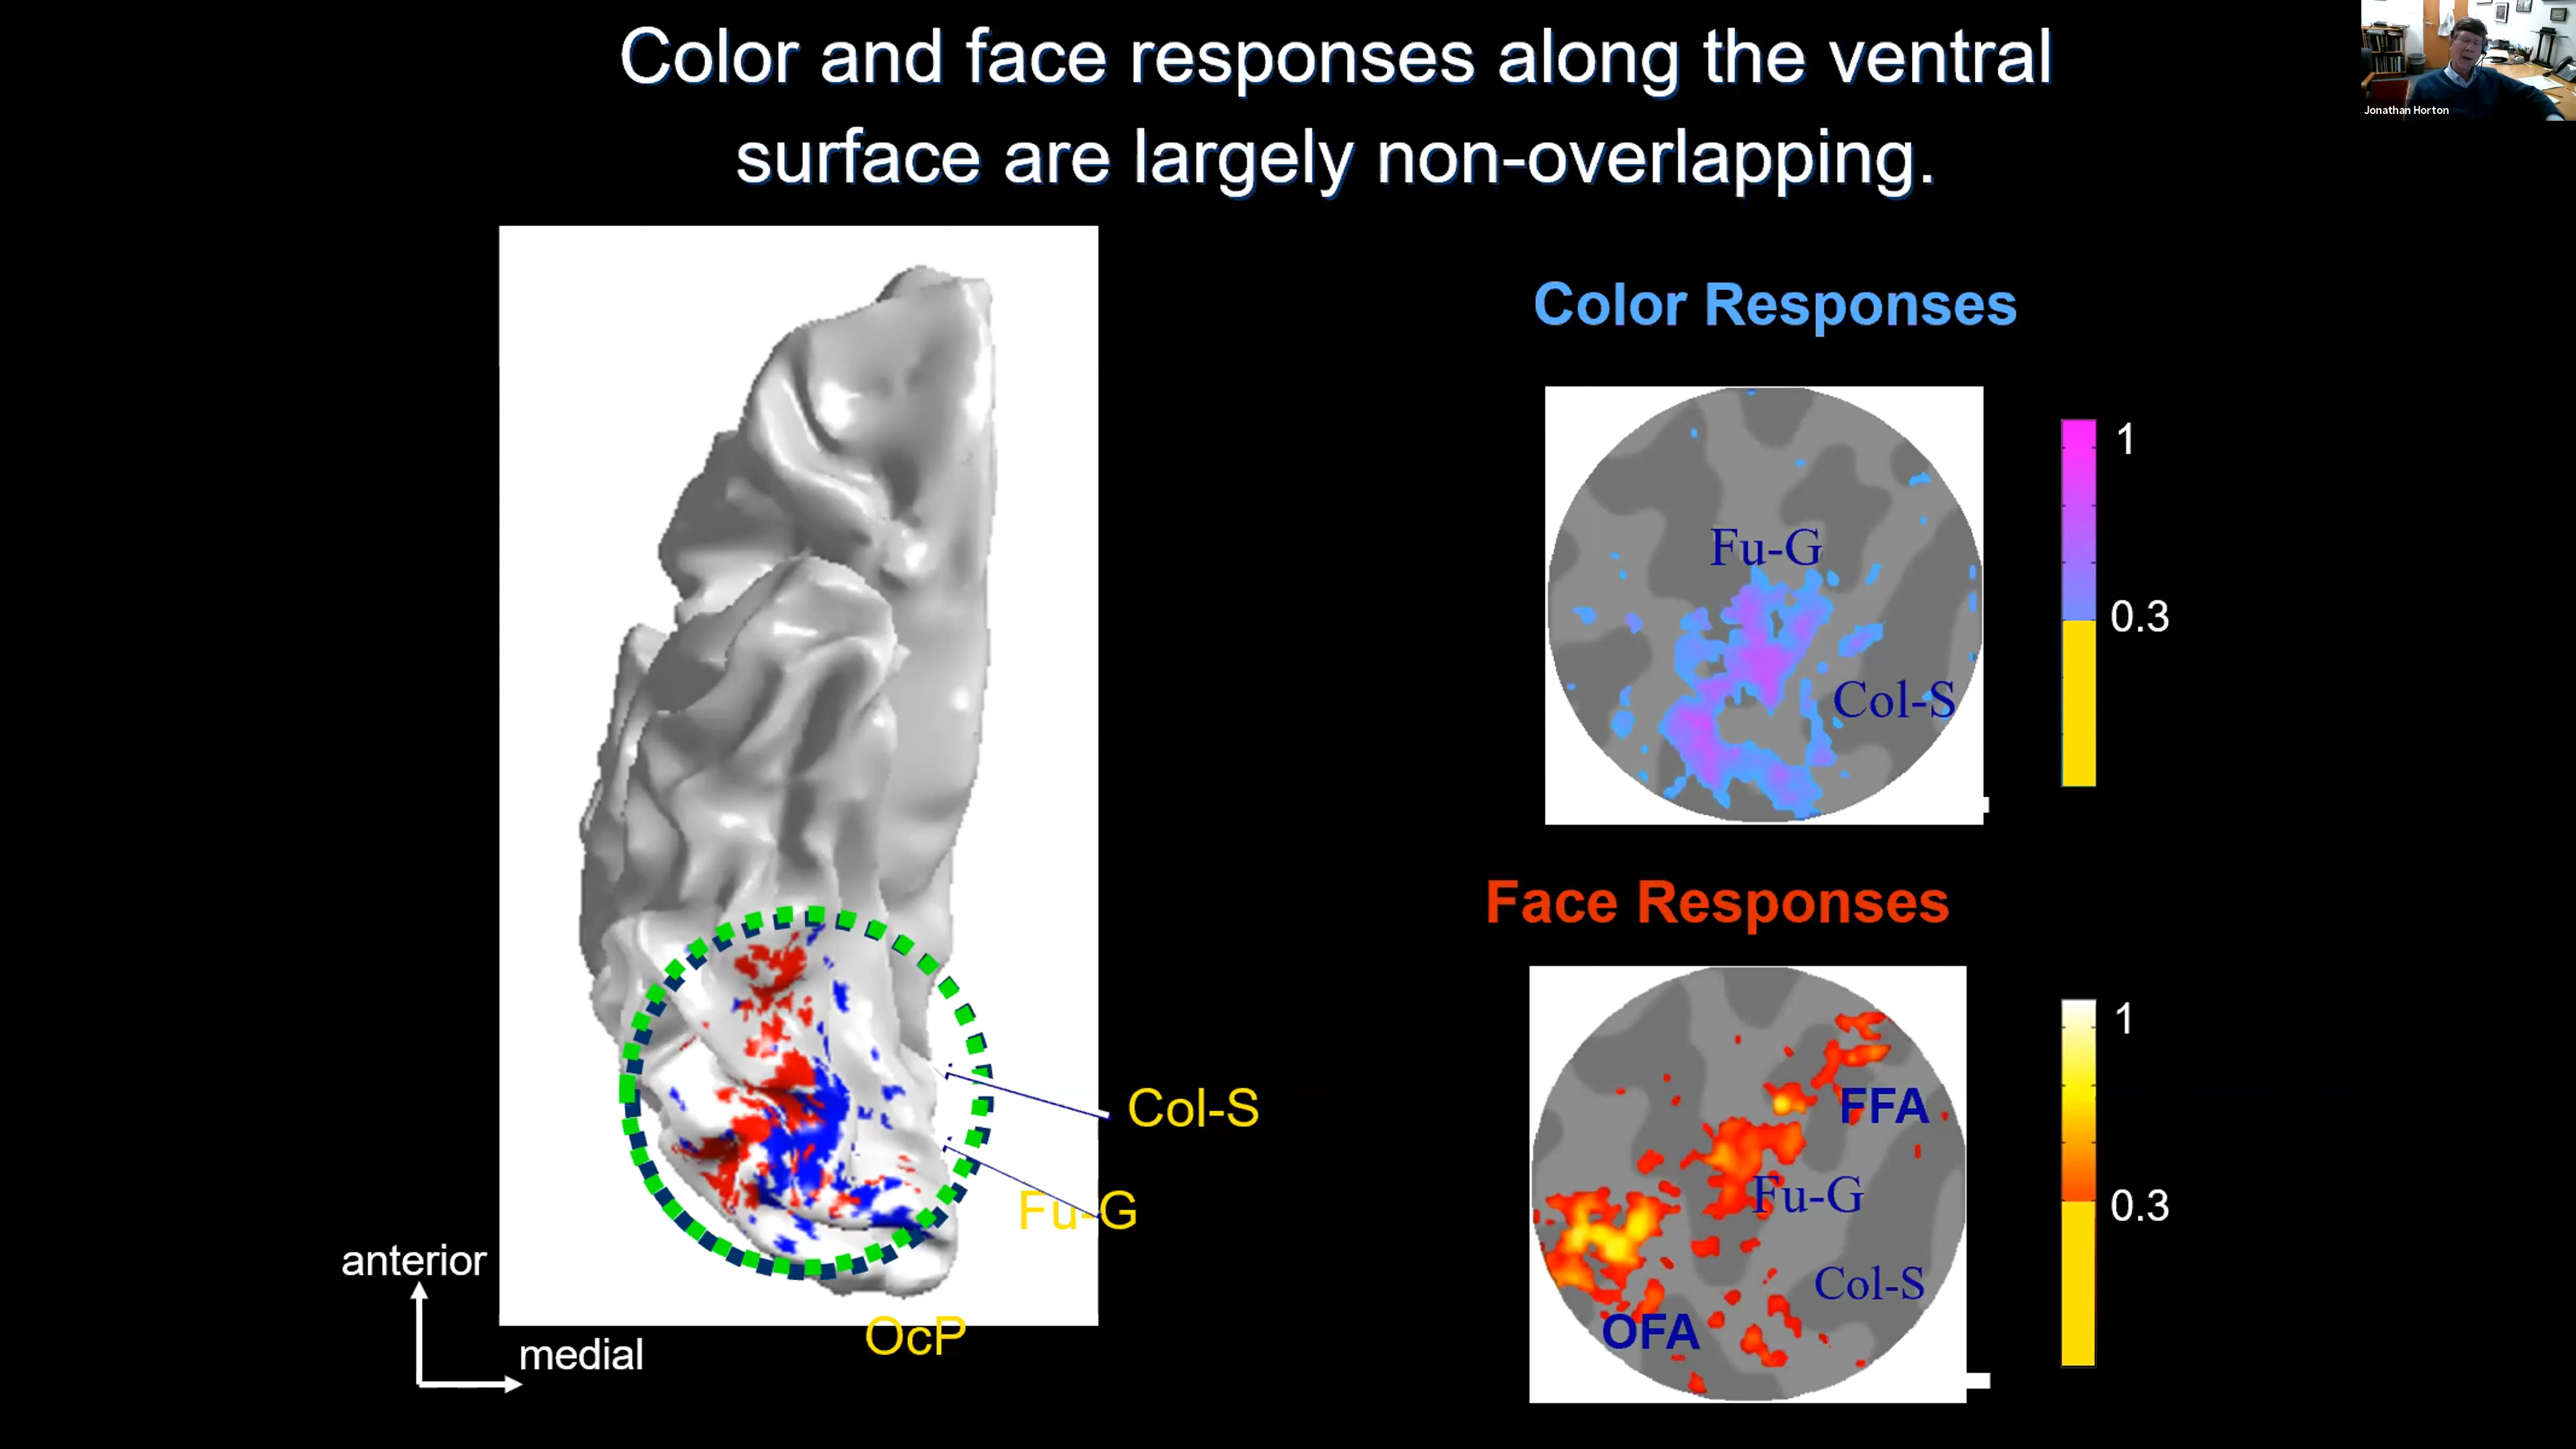 Color and face responses along the ventral
surface are largely non-overlapping.
Jonathan Horton
Color Responses
Fu-G
Col-S
1
0.3
Face Responses
FFA
Fu-G
Col-S
OFA
1
0.3
Col-S
Fu-G
OcP
anterior
medial